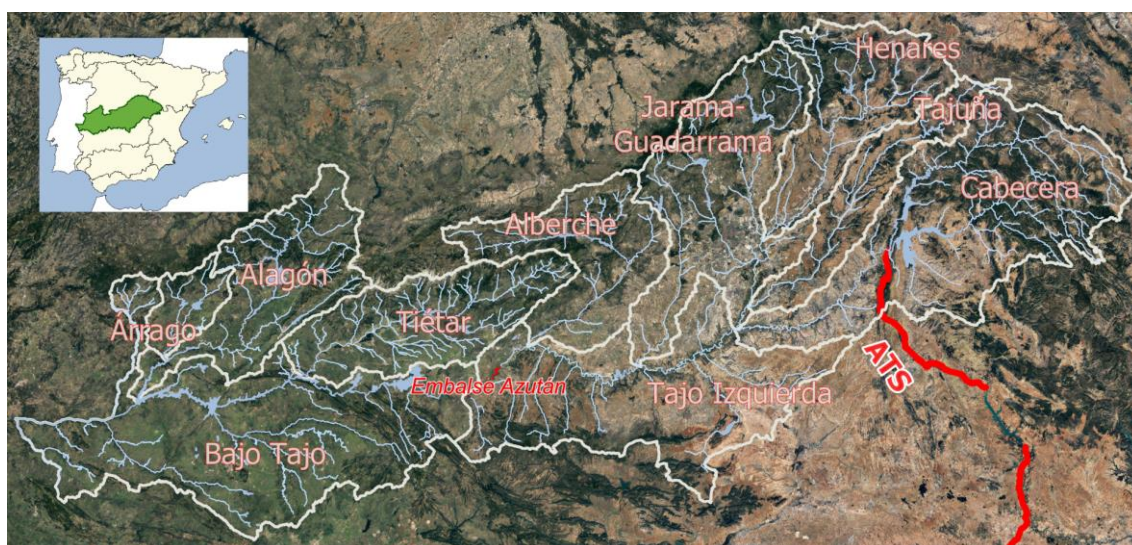 Henares
Jarama-
Guadarrama
Tajuña
Cabecera
Alberche
Alagón
Árrago
Tiétar
ATS
Embalse Azután
Tajo Izquierda
Bajo Tajo